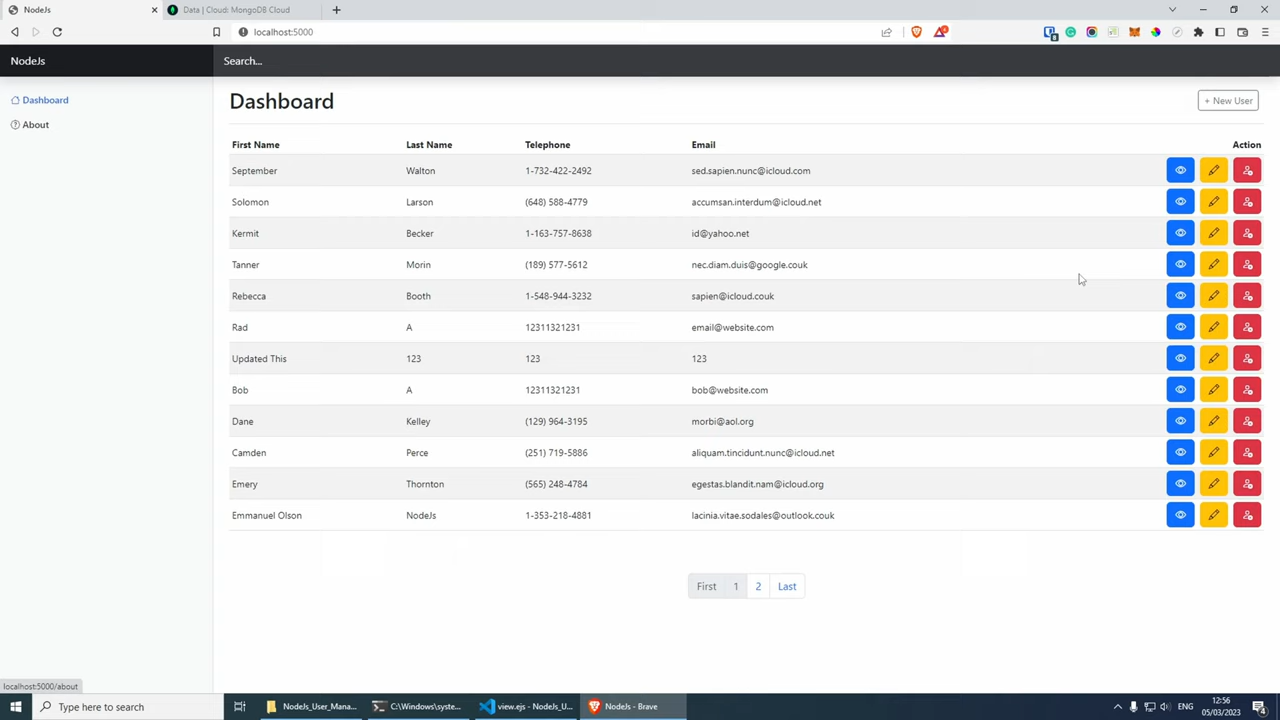 NodeJs
Data | Cloud: MongoDB Cloud
localhost:5000
NodeJs
Search...
Dashboard
About
Dashboard
+ New User
First Name Last Name Telephone Email Action
September Walton 1-732-422-2492 sed.sapien.nunc@icloud.com
Solomon Larson (648) 588-4779 accumsan.interdum@icloud.net
Kermit Becker 1-163-757-8638 id@yahoo.net
Tanner Morin (189) 577-5612 nec.diam.duis@google.couk
Rebecca Booth 1-548-944-3232 sapien@icloud.couk
Rad A 12311321231 email@website.com
Updated This 123 123 123
Bob A 12311321231 bob@website.com
Dane Kelley (129) 964-3195 morbi@aol.org
Camden Perce (251) 719-5886 aliquam.tincidunt.nunc@icloud.net
Emery Thornton (565) 248-4784 egestas.blandit.nam@icloud.org
Emmanuel Olson NodeJs 1-353-218-4881 lacinia.vitae.sodales@outlook.couk
First 1 2 Last
localhost:5000/about
Type here to search
NodeJs_User_Mana...
C:\Windows\syste...
view.ejs - NodeJs_U...
NodeJs - Brave
ENG
12:56
05/03/2023
4